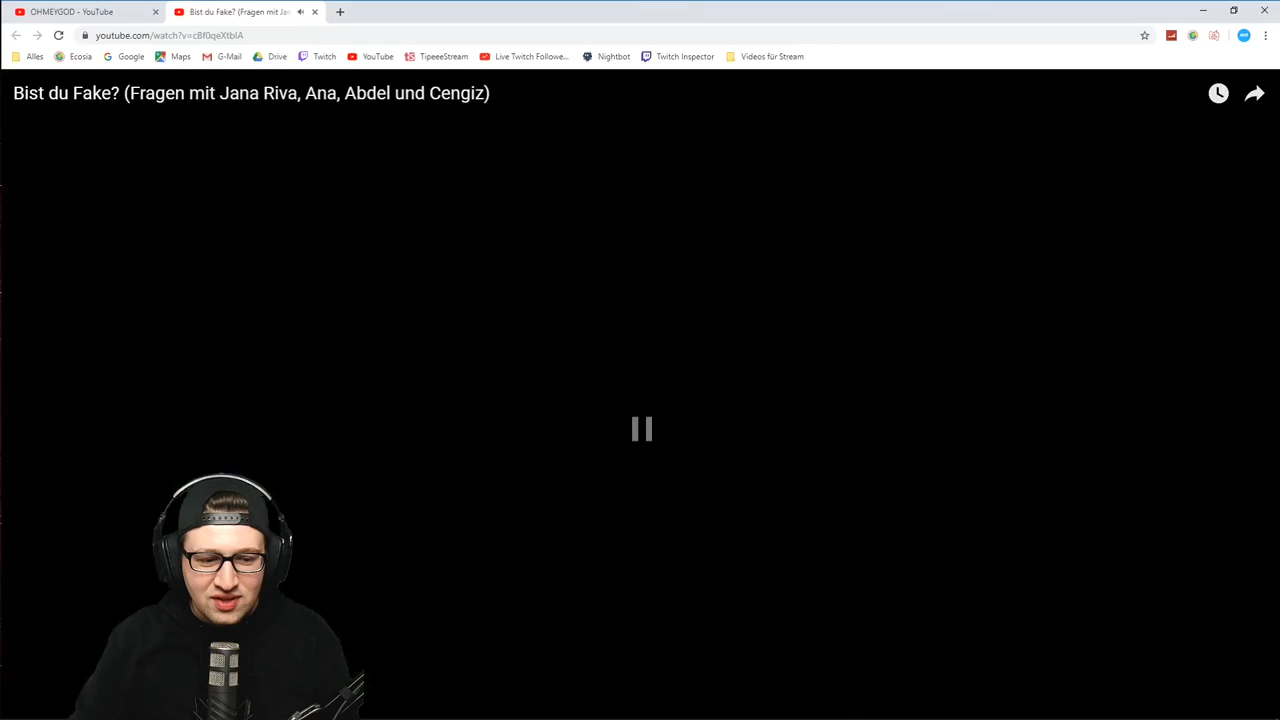 OHMEYGOD - YouTube
Bist du Fake? (Fragen mit Jana
youtube.com/watch?v=cBf0qeXtblA
Alles Ecosia Google Maps G-Mail Drive Twitch YouTube TipeeeStream Live Twitch Followe... Nightbot Twitch Inspector Videos für Stream
Bist du Fake? (Fragen mit Jana Riva, Ana, Abdel und Cengiz)